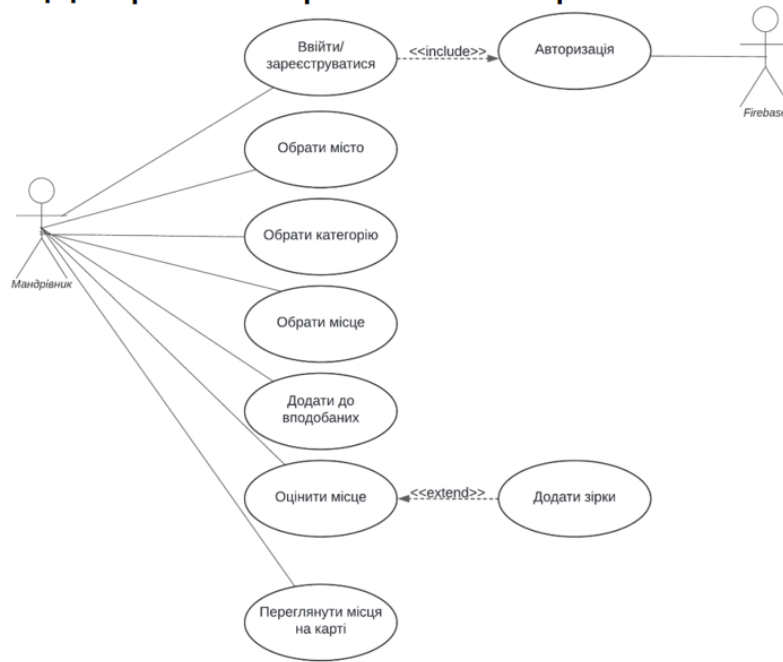 Ввійти/
зареєструватися
<<include>>
Авторизація
Firebase
Обрати місто
Обрати категорію
Мандрівник
Обрати місце
Додати до
вподобаних
Оцінити місце
<<extend>>
Додати зірки
Переглянути місця
на карті